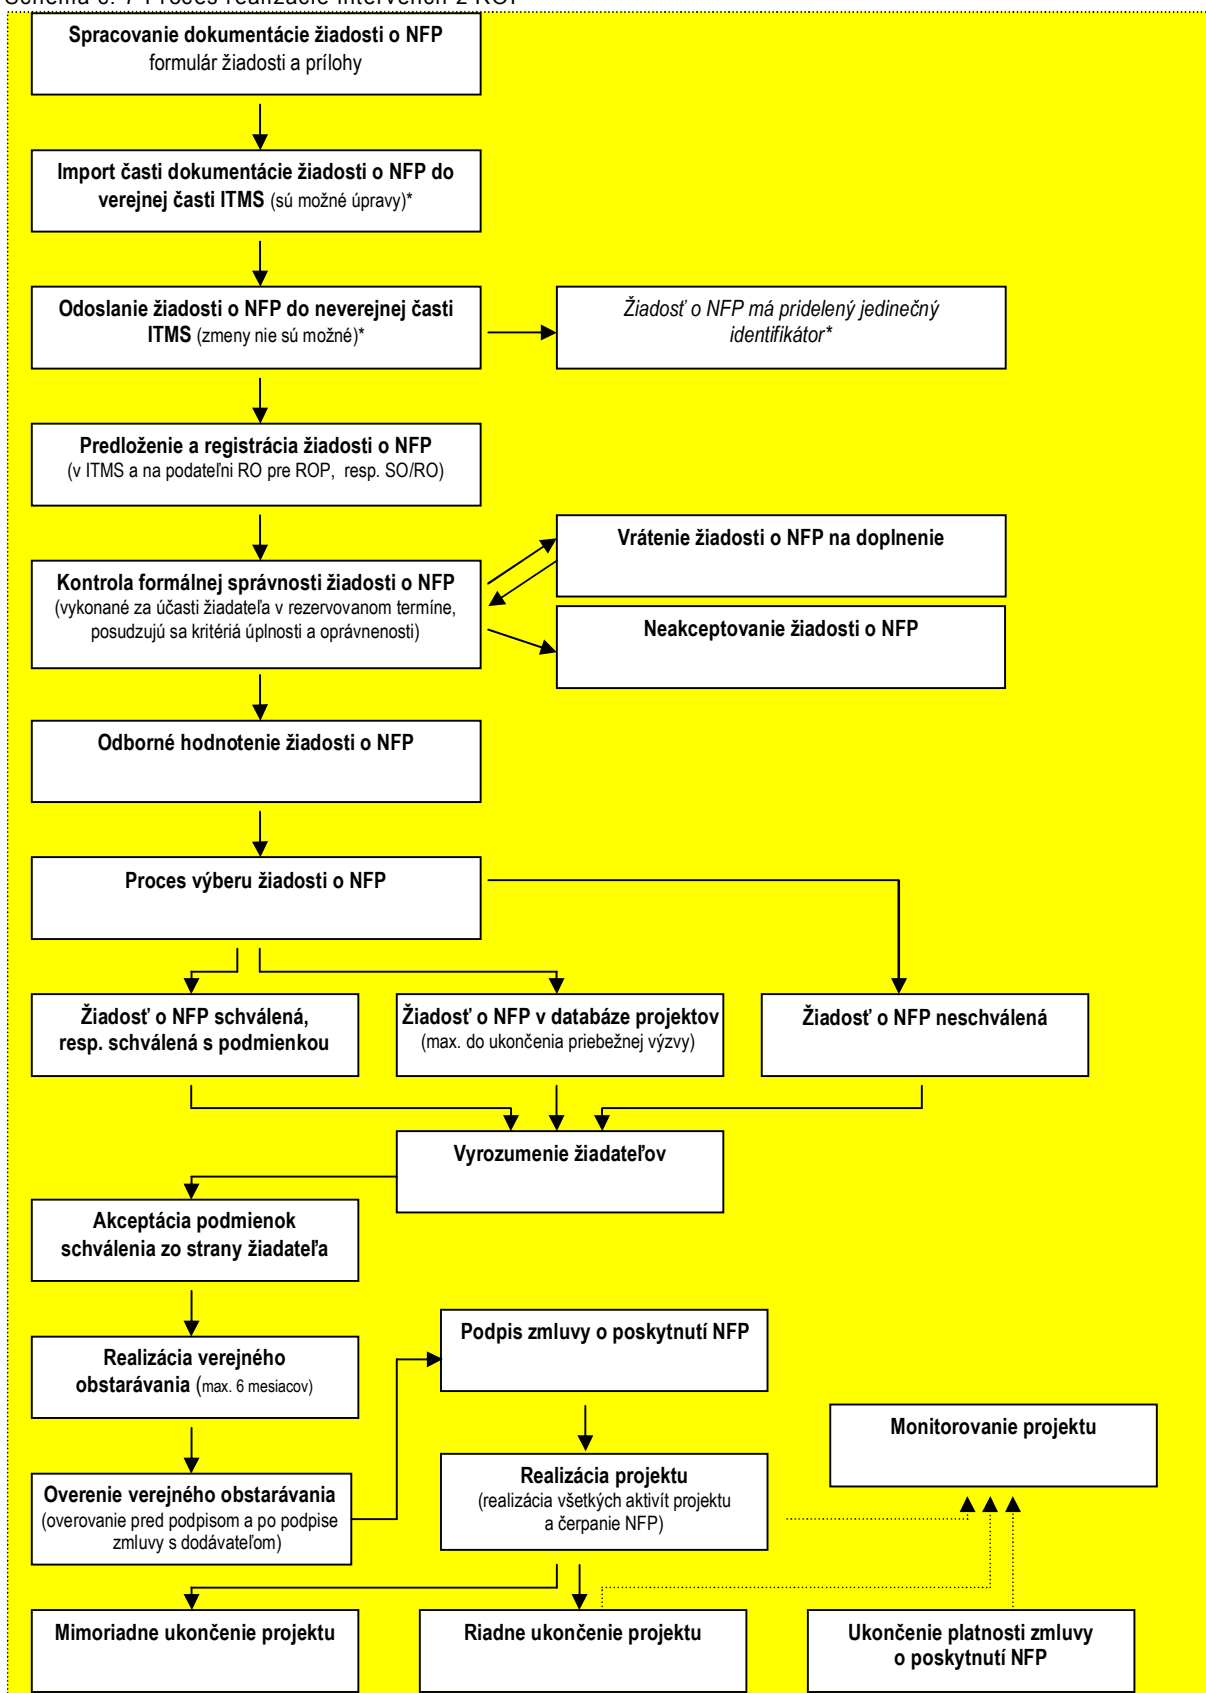 Schéma č. 7 Proces realizácie intervencií z ROP
Spracovanie dokumentácie žiadosti o NFP
formulár žiadosti a prílohy
Import časti dokumentácie žiadosti o NFP do
verejnej časti ITMS (sú možné úpravy)*
Odoslanie žiadosti o NFP do neverejnej časti
ITMS (zmeny nie sú možné)*
Žiadosť o NFP má pridelený jedinečný
identifikátor*
Predloženie a registrácia žiadosti o NFP
(v ITMS a na podateľni RO pre ROP, resp. SO/RO)
Vrátenie žiadosti o NFP na doplnenie
Kontrola formálnej správnosti žiadosti o NFP
(vykonané za účasti žiadateľa v rezervovanom termíne,
posudzujú sa kritériá úplnosti a oprávnenosti)
Neakceptovanie žiadosti o NFP
Odborné hodnotenie žiadosti o NFP
Proces výberu žiadosti o NFP
Žiadosť o NFP schválená,
resp. schválená s podmienkou
Žiadosť o NFP v databáze projektov
(max. do ukončenia priebežnej výzvy)
Žiadosť o NFP neschválená
Vyrozumenie žiadateľov
Akceptácia podmienok
schválenia zo strany žiadateľa
Podpis zmluvy o poskytnutí NFP
Realizácia verejného
obstarávania (max. 6 mesiacov)
Monitorovanie projektu
Realizácia projektu
(realizácia všetkých aktivít projektu
a čerpanie NFP)
Overenie verejného obstarávania
(overovanie pred podpisom a po podpise
zmluvy s dodávateľom)
Mimoriadne ukončenie projektu
Riadne ukončenie projektu
Ukončenie platnosti zmluvy
o poskytnutí NFP